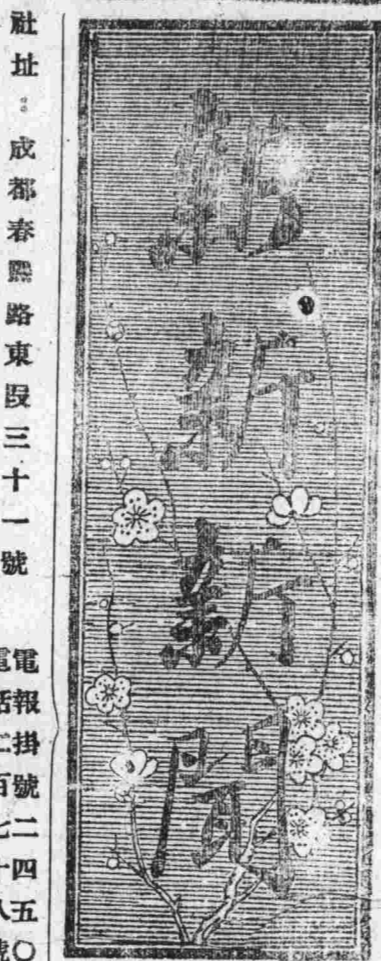 新新新聞
社址：成都春熙路東段三十一號
電報掛號二四五〇
電話二百七十八號